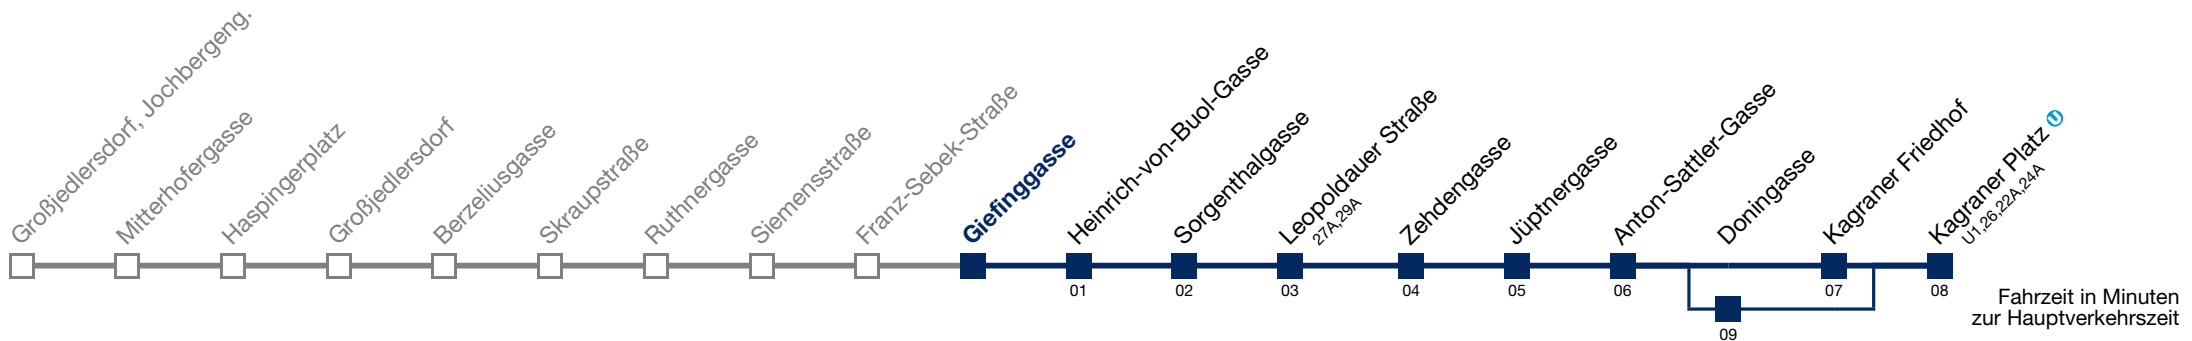 Großjedlersdorf, Jochbergeng.
Mitterhofergasse
Haspingerplatz
Großjedlersdorf
Berzeliusgasse
Skraupstraße
Ruthnergasse
Siemensstraße
Franz-Sebek-Straße
Giefinggasse
Heinrich-von-Buol-Gasse
Sorgenthalgasse
Leopoldauer Straße
27A,29A
Zehdengasse
Jüptnergasse
Anton-Sattler-Gasse
Doningasse
Kagraner Friedhof
Kagraner Platz U
U1,26,22A,24A
01
02
03
04
05
06
07
08
09
Fahrzeit in Minuten
zur Hauptverkehrszeit